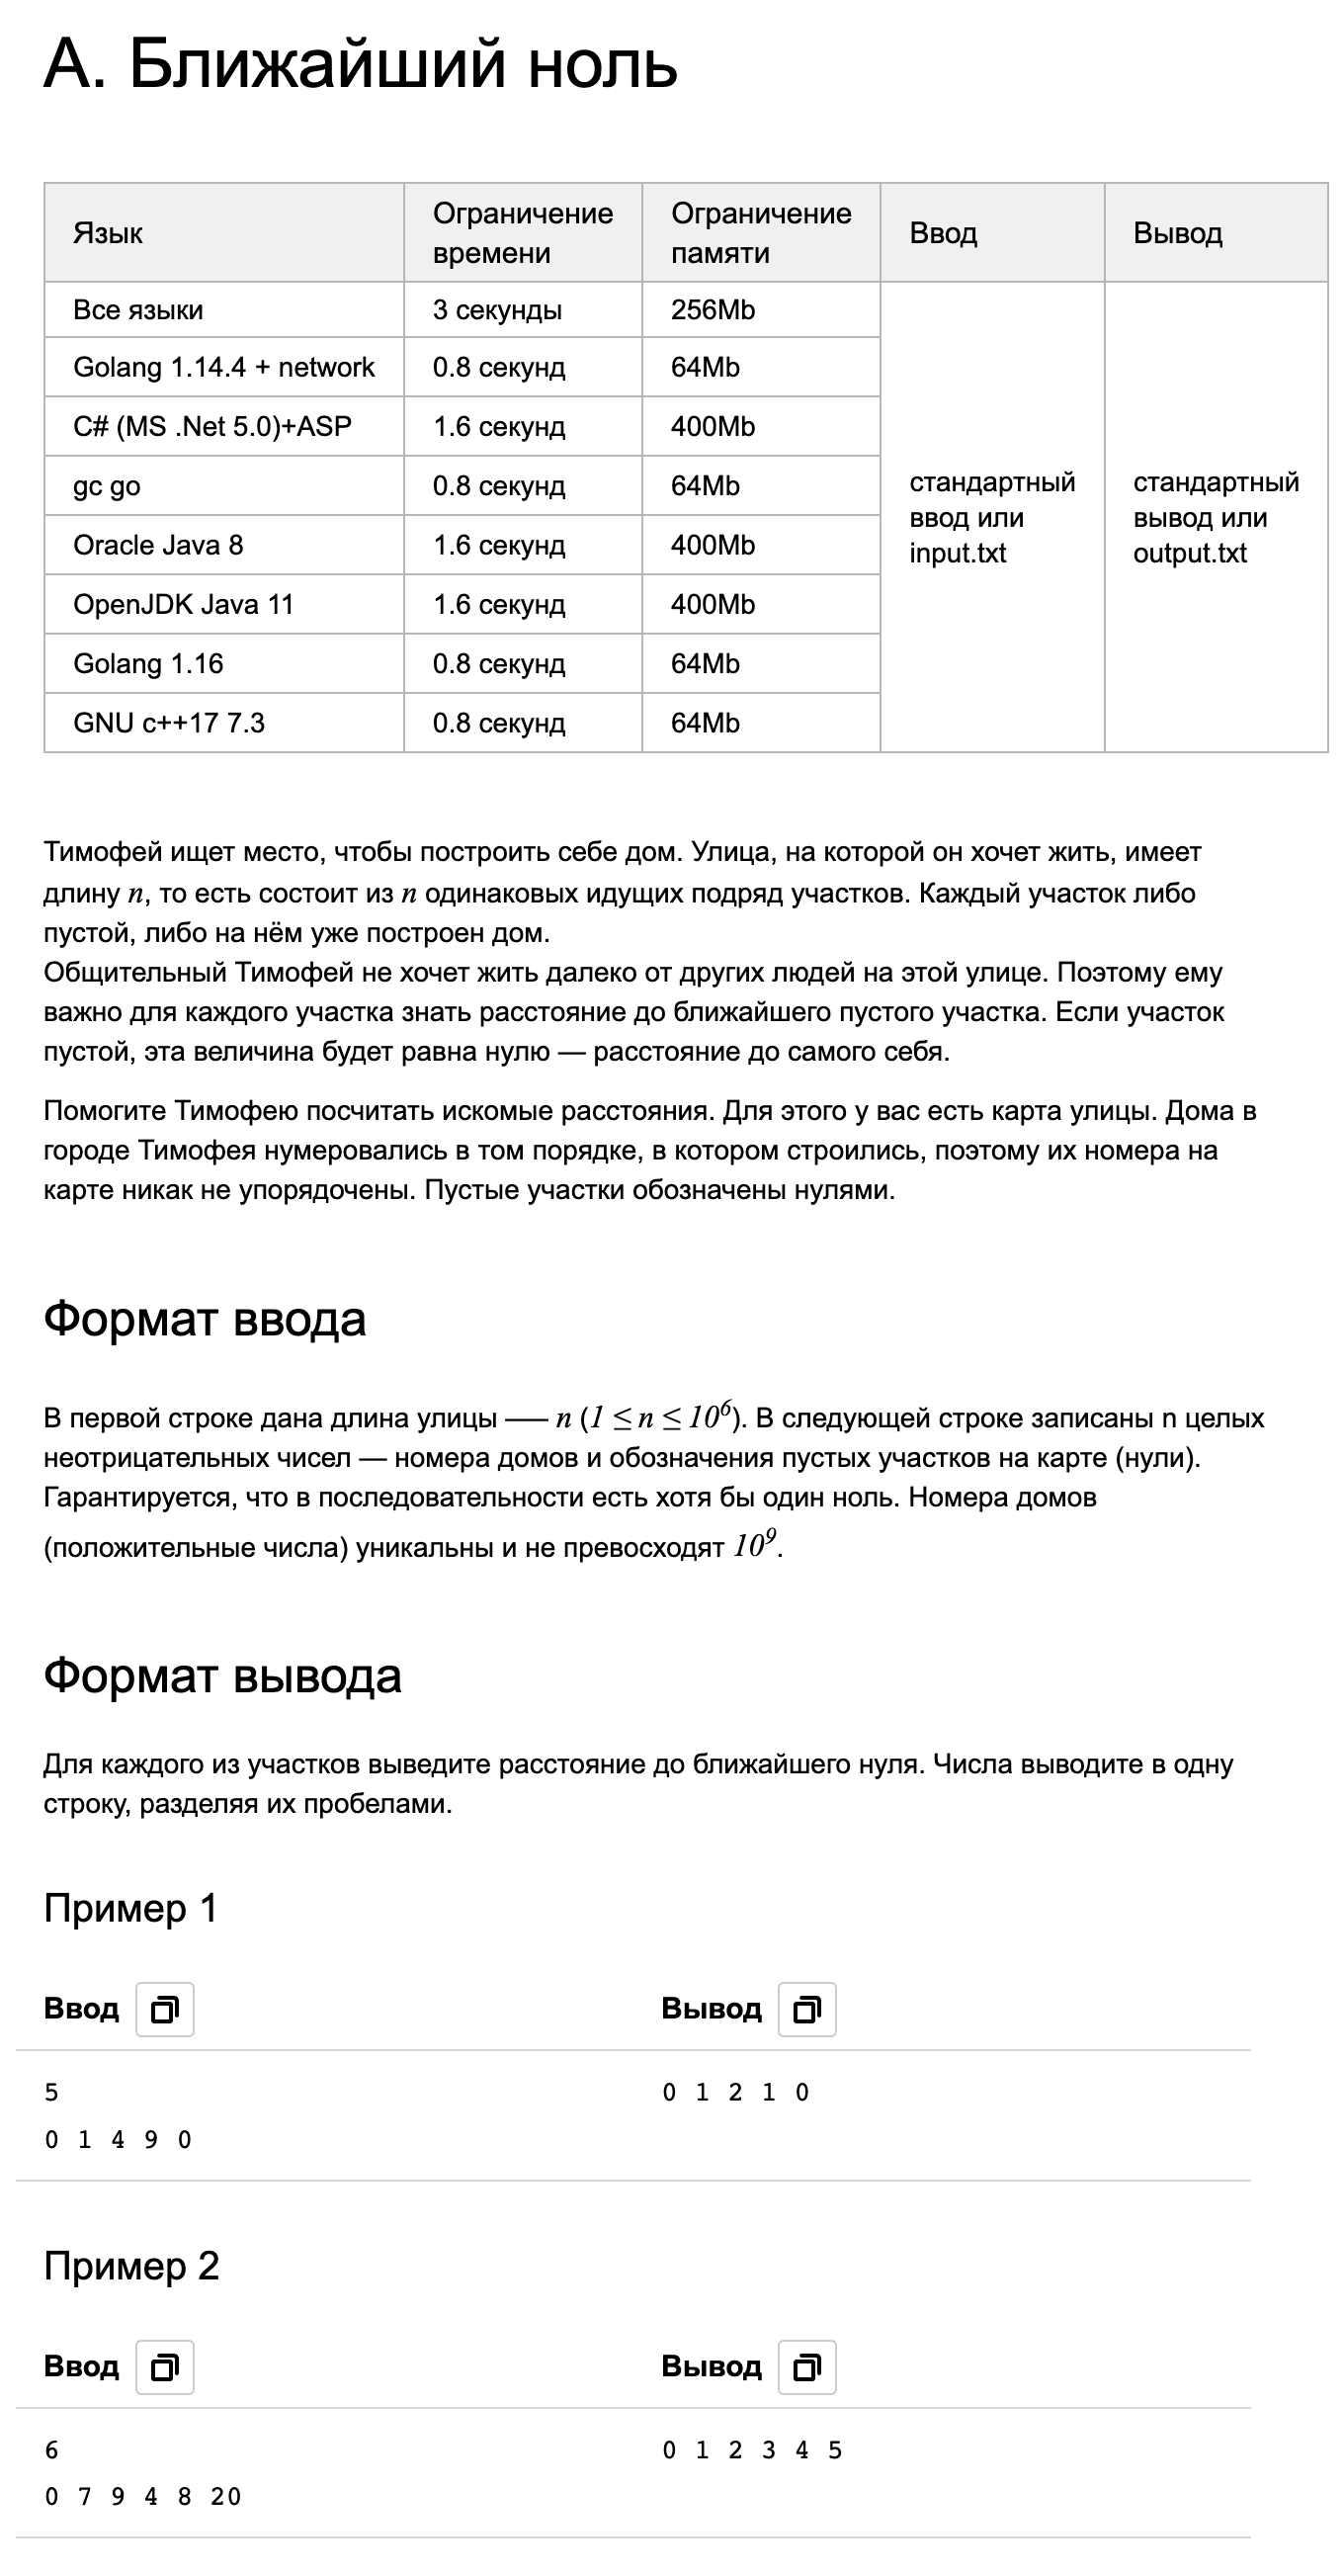 А. Ближайший ноль
Язык
Ограничение
времени
Ограничение
памяти
Ввод
Вывод
Все языки 3 секунды 256Mb
Golang 1.14.4 + network 0.8 секунд 64Mb
C# (MS .Net 5.0)+ASP 1.6 секунд 400Mb
gc go 0.8 секунд 64Mb
Oracle Java 8 1.6 секунд 400Mb
OpenJDK Java 11 1.6 секунд 400Mb
Golang 1.16 0.8 секунд 64Mb
GNU c++17 7.3 0.8 секунд 64Mb
стандартный
ввод или
input.txt
стандартный
вывод или
output.txt
Тимофей ищет место, чтобы построить себе дом. Улица, на которой он хочет жить, имеет
длину n, то есть состоит из n одинаковых идущих подряд участков. Каждый участок либо
пустой, либо на нём уже построен дом.
Общительный Тимофей не хочет жить далеко от других людей на этой улице. Поэтому ему
важно для каждого участка знать расстояние до ближайшего пустого участка. Если участок
пустой, эта величина будет равна нулю — расстояние до самого себя.
Помогите Тимофею посчитать искомые расстояния. Для этого у вас есть карта улицы. Дома в
городе Тимофея нумеровались в том порядке, в котором строились, поэтому их номера на
карте никак не упорядочены. Пустые участки обозначены нулями.
Формат ввода
В первой строке дана длина улицы —– n (1 ≤ n ≤ 10⁶). В следующей строке записаны n целых
неотрицательных чисел — номера домов и обозначения пустых участков на карте (нули).
Гарантируется, что в последовательности есть хотя бы один ноль. Номера домов
(положительные числа) уникальны и не превосходят 10⁹.
Формат вывода
Для каждого из участков выведите расстояние до ближайшего нуля. Числа выводите в одну
строку, разделяя их пробелами.
Пример 1
Ввод Вывод
5 0 1 2 1 0
0 1 4 9 0
Пример 2
Ввод Вывод
6 0 1 2 3 4 5
0 7 9 4 8 20